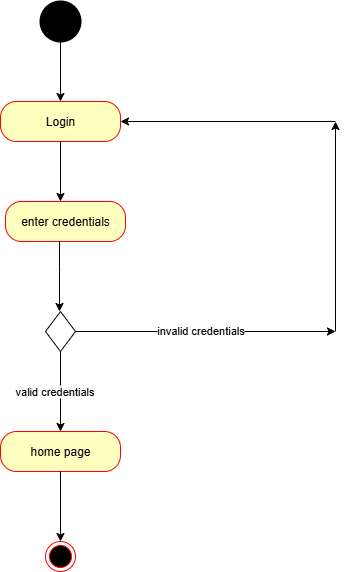 Login
enter credentials
invalid credentials
valid credentials
home page